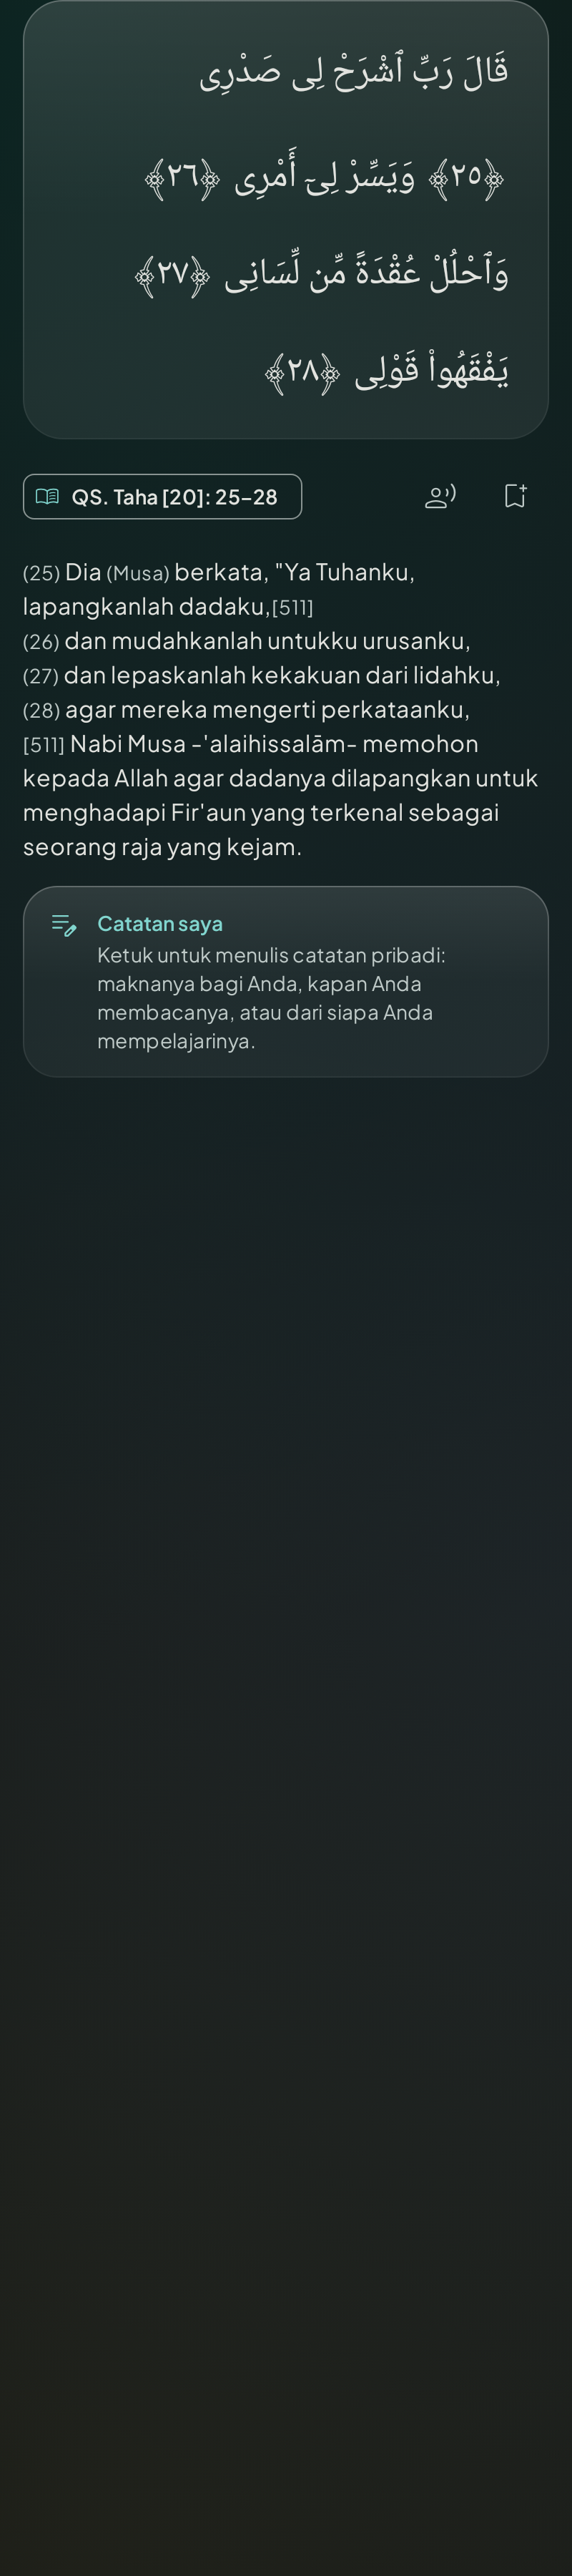 قَالَ رَبِّ ٱشْرَحْ لِى صَدْرِى
﴿٢٥﴾ وَيَسِّرْ لِىٓ أَمْرِى ﴿٢٦﴾
وَٱحْلُلْ عُقْدَةً مِّن لِّسَانِى ﴿٢٧﴾
يَفْقَهُوا۟ قَوْلِى ﴿٢٨﴾
QS. Taha [20]: 25–28
(25) Dia (Musa) berkata, "Ya Tuhanku,
lapangkanlah dadaku,[511]
(26) dan mudahkanlah untukku urusanku,
(27) dan lepaskanlah kekakuan dari lidahku,
(28) agar mereka mengerti perkataanku,
[511] Nabi Musa -'alaihissalām- memohon
kepada Allah agar dadanya dilapangkan untuk
menghadapi Fir'aun yang terkenal sebagai
seorang raja yang kejam.
Catatan saya
Ketuk untuk menulis catatan pribadi:
maknanya bagi Anda, kapan Anda
membacanya, atau dari siapa Anda
mempelajarinya.